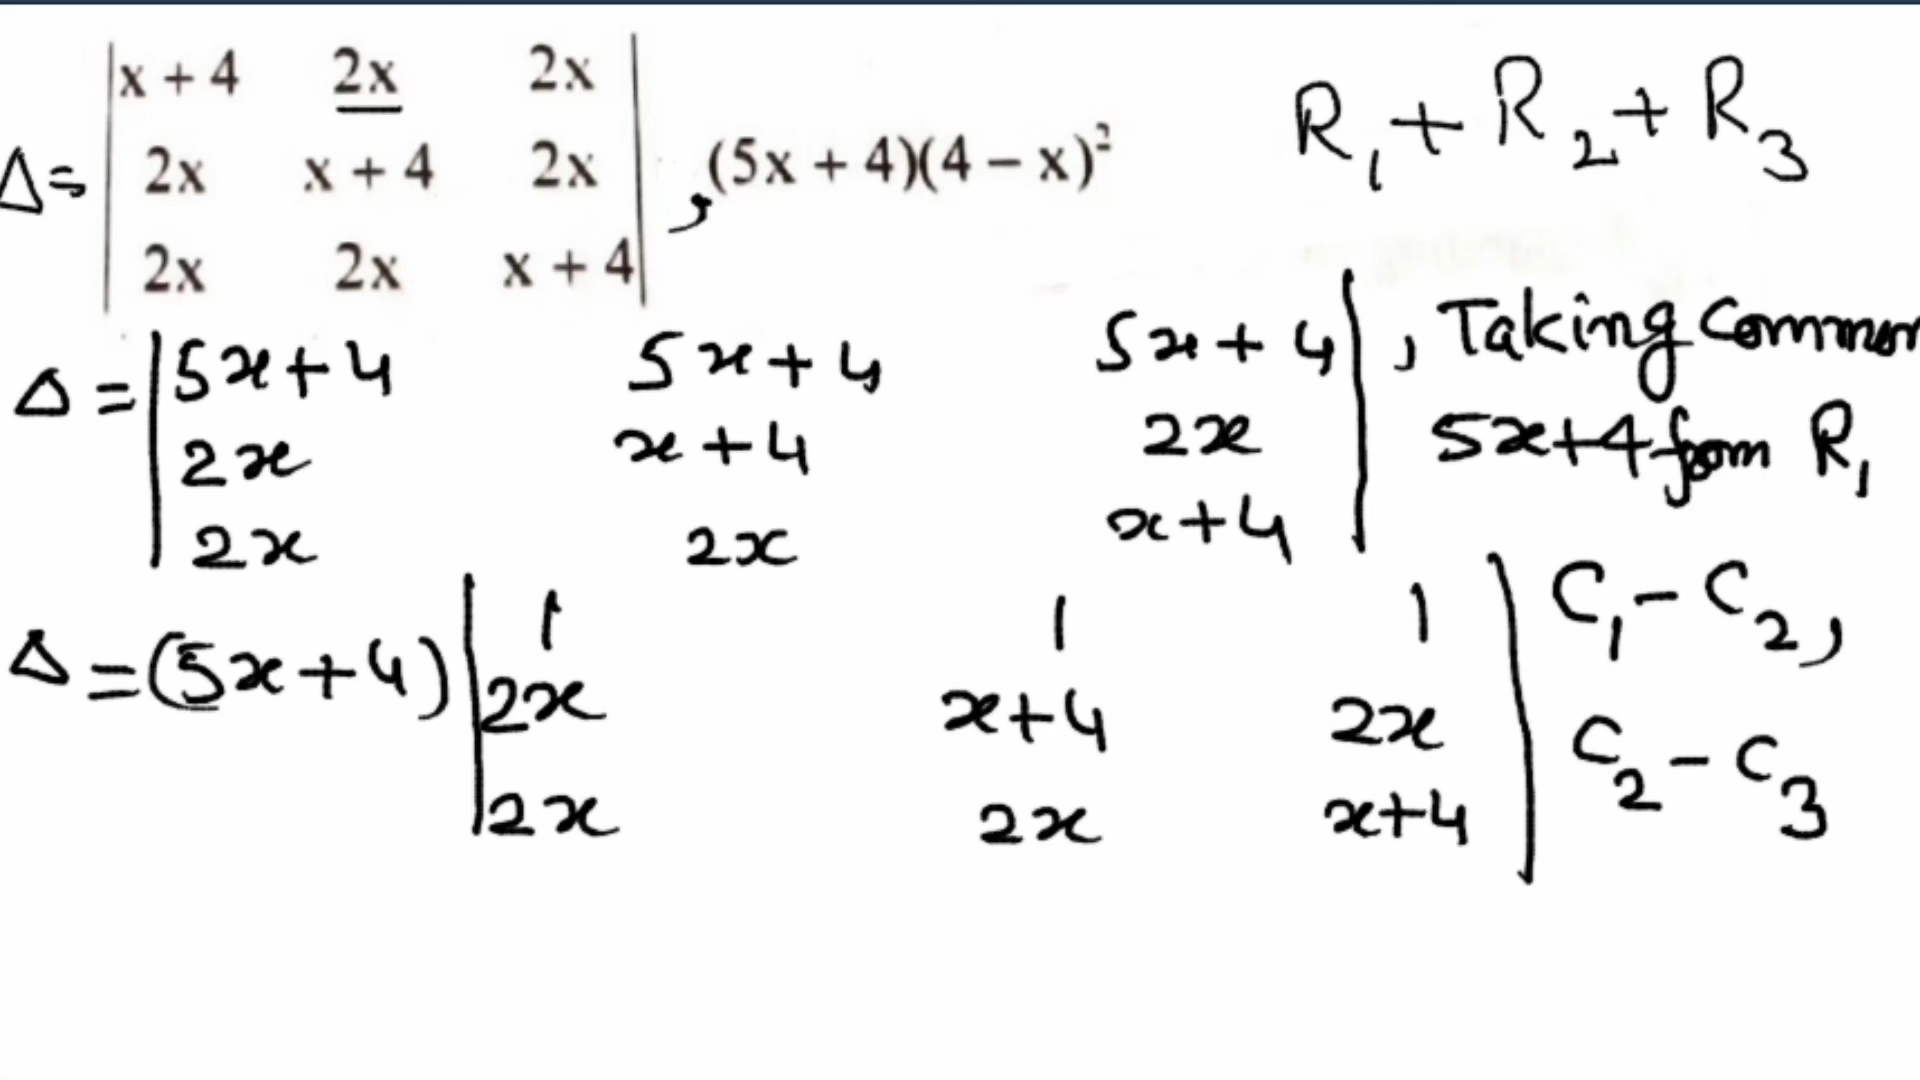 x + 4 2x 2x
Δ= 2x x + 4 2x , (5x + 4)(4 − x)² R₁ + R₂ + R₃
2x 2x x + 4
Δ = 5x+4 5x+4 5x+4 , Taking common
2x x+4 2x 5x+4 from R₁
2x 2x x+4
1 1 1 C₁ − C₂,
Δ =(5x+4) 2x x+4 2x C₂ − C₃
2x 2x x+4